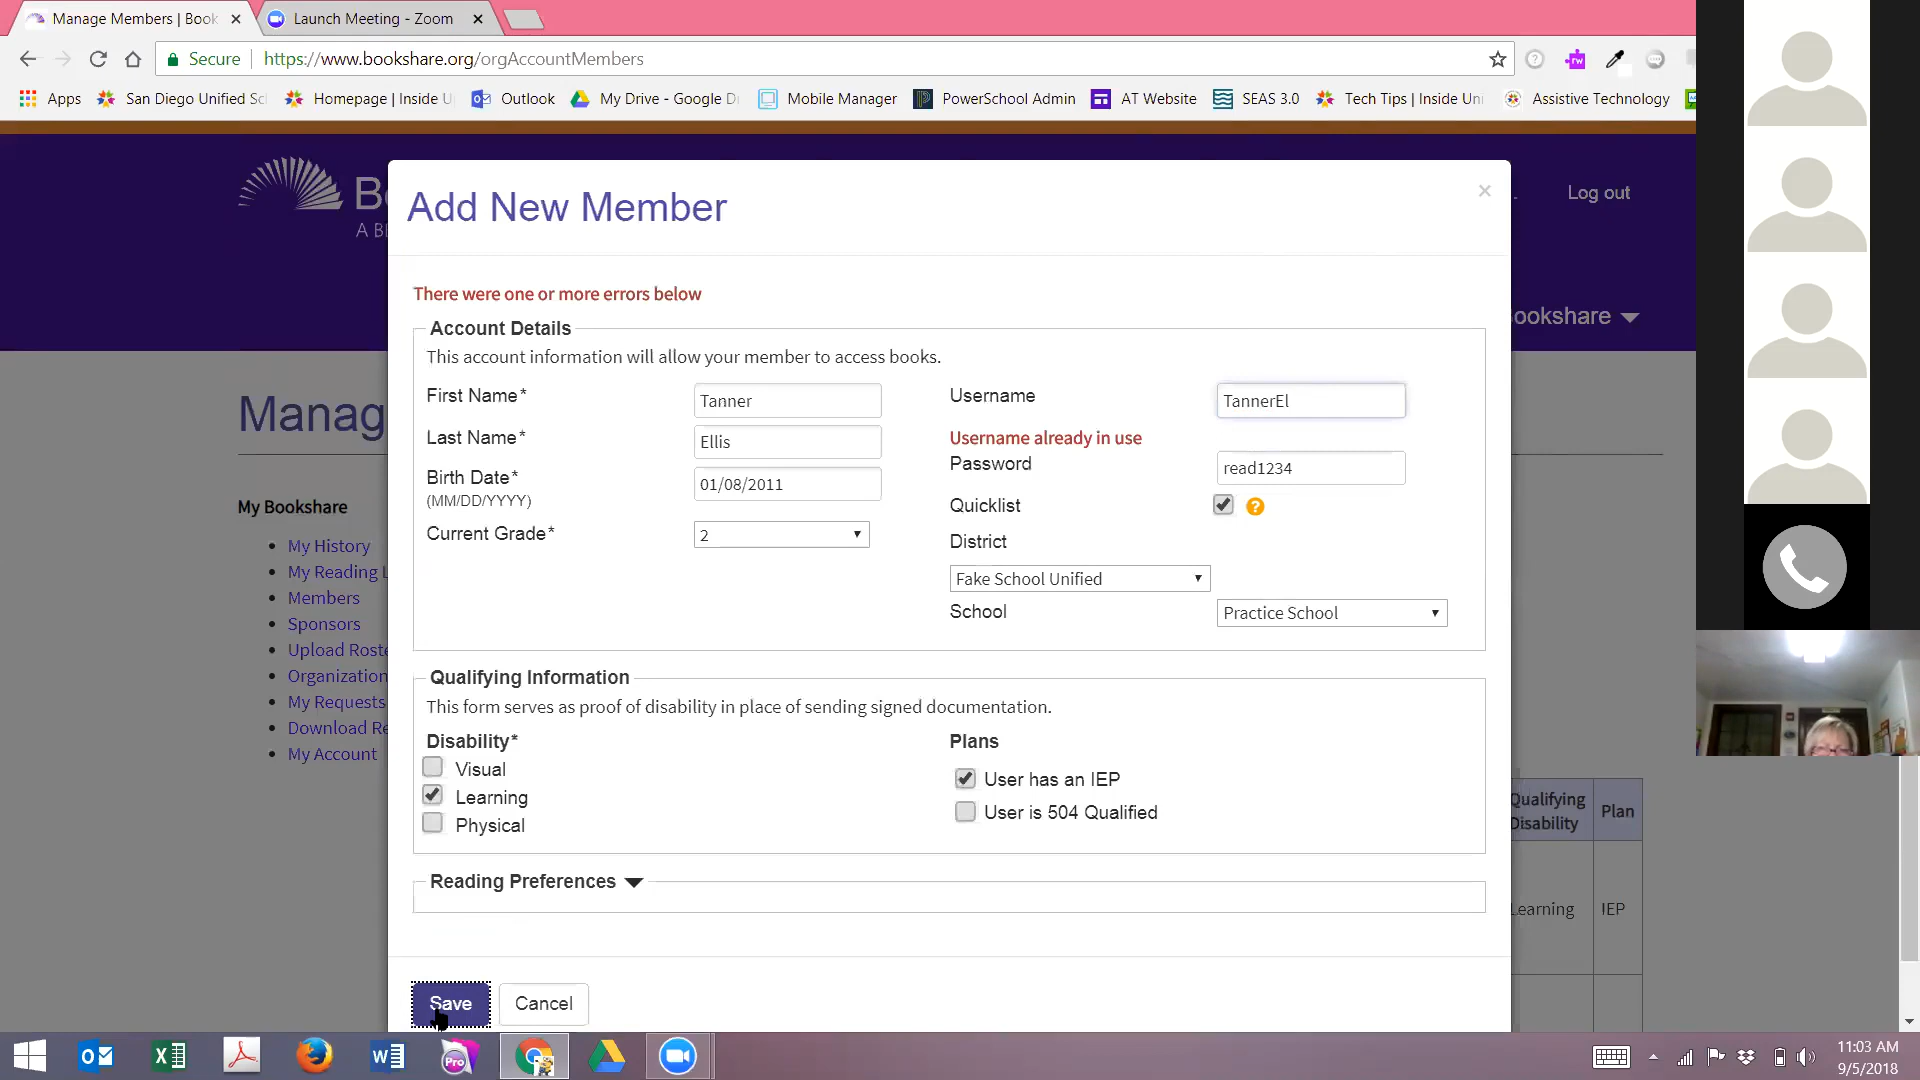 Manage Members | Book
Launch Meeting - Zoom
Secure
https://www.bookshare.org/orgAccountMembers
Apps
San Diego Unified Sc
Homepage | Inside U
Outlook
My Drive - Google D
Mobile Manager
PowerSchool Admin
AT Website
SEAS 3.0
Tech Tips | Inside Uni
Assistive Technology
Log out
A B
ookshare
Manag
My Bookshare
My History
My Reading L
Members
Sponsors
Upload Roste
Organization
My Requests
Download Re
My Account
Add New Member
×
There were one or more errors below
Account Details
This account information will allow your member to access books.
First Name*
Tanner
Username
TannerEl
Last Name*
Ellis
Username already in use
Birth Date*
(MM/DD/YYYY)
01/08/2011
Password
read1234
Quicklist
?
Current Grade*
2
District
Fake School Unified
School
Practice School
Qualifying Information
This form serves as proof of disability in place of sending signed documentation.
Disability*
Visual
Learning
Physical
Plans
User has an IEP
User is 504 Qualified
Reading Preferences
Save
Cancel
Qualifying
Disability
Plan
Learning
IEP
Pro
11:03 AM
9/5/2018